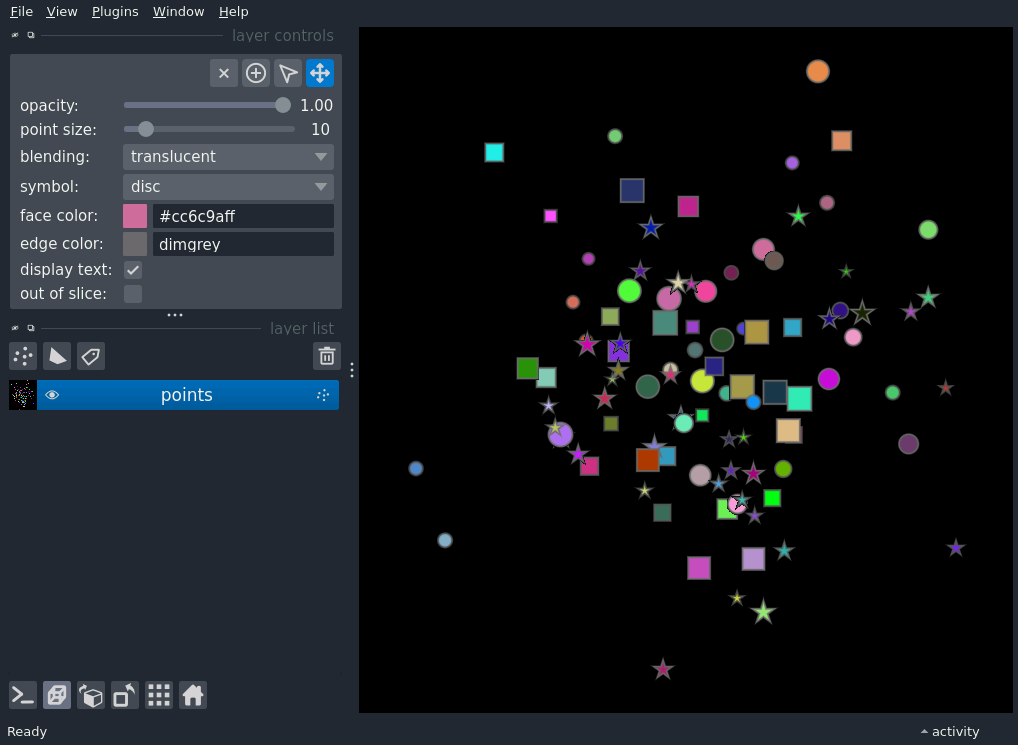 File View Plugins Window Help
layer controls
opacity: 1.00
point size: 10
blending: translucent
symbol: disc
face color: #cc6c9aff
edge color: dimgrey
display text:
out of slice:
layer list
points
Ready activity